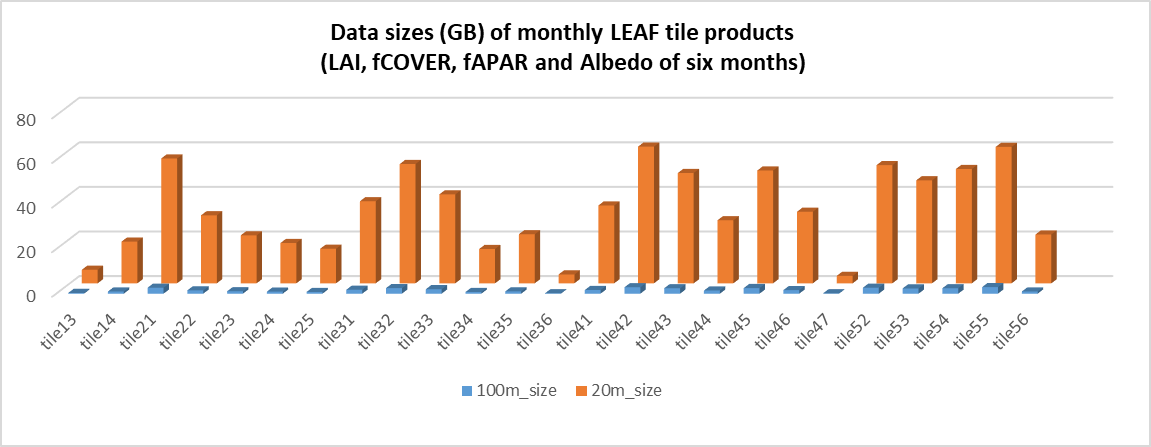 Data sizes (GB) of monthly LEAF tile products
(LAI, fCOVER, fAPAR and Albedo of six months)
80
60
40
20
0
tile13
tile14
tile21
tile22
tile23
tile24
tile25
tile31
tile32
tile33
tile34
tile35
tile36
tile41
tile42
tile43
tile44
tile45
tile46
tile47
tile52
tile53
tile54
tile55
tile56
100m_size
20m_size